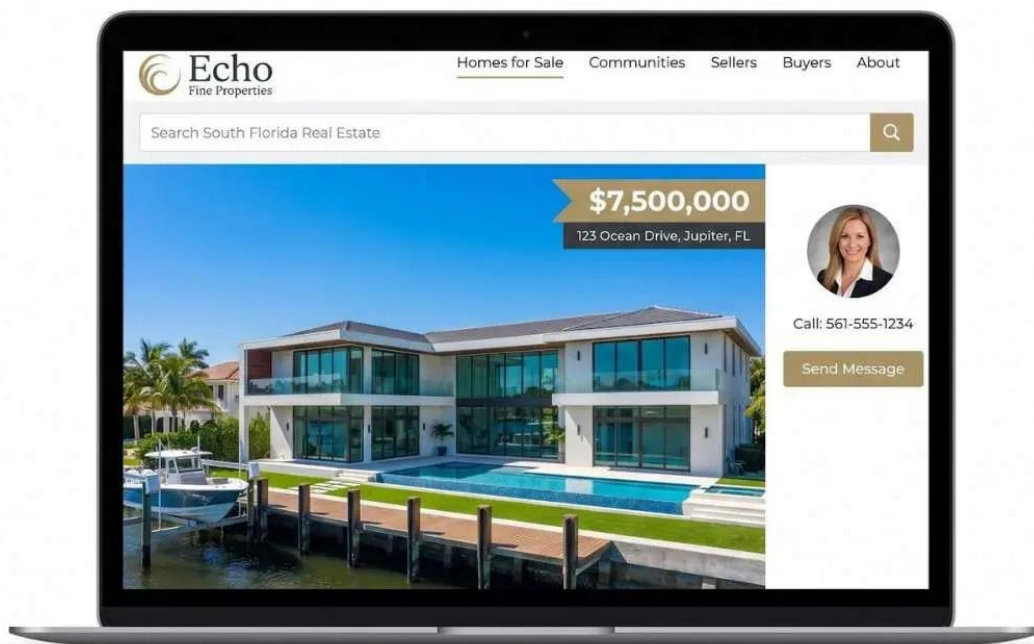 Echo
Fine Properties
Homes for Sale Communities Sellers Buyers About
Search South Florida Real Estate
$7,500,000
123 Ocean Drive, Jupiter, FL
Call: 561-555-1234
Send Message